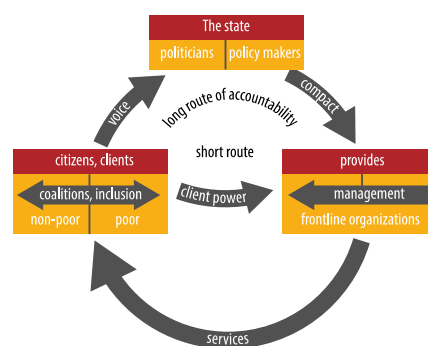 The state
politicians policy makers
voice
compact
long route of accountability
short route
citizens, clients
coalitions, inclusion
non-poor poor
client power
provides
management
frontline organizations
services